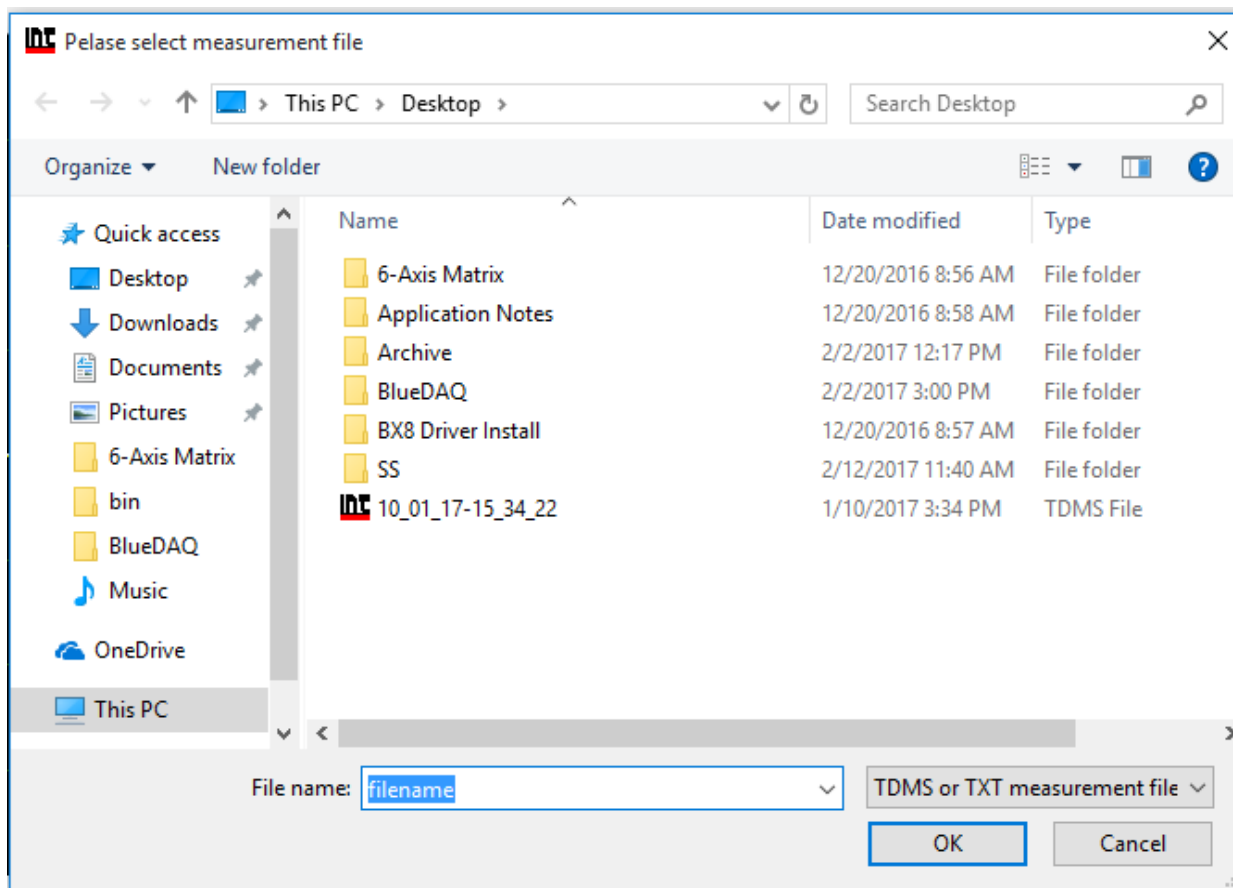 Pelase select measurement file
This PC > Desktop >
Search Desktop
Organize
New folder
Name
Date modified
Type
Quick access
Desktop
Downloads
Documents
Pictures
6-Axis Matrix
bin
BlueDAQ
Music
OneDrive
This PC
6-Axis Matrix 12/20/2016 8:56 AM File folder
Application Notes 12/20/2016 8:58 AM File folder
Archive 2/2/2017 12:17 PM File folder
BlueDAQ 2/2/2017 3:00 PM File folder
BX8 Driver Install 12/20/2016 8:57 AM File folder
SS 2/12/2017 11:40 AM File folder
10_01_17-15_34_22 1/10/2017 3:34 PM TDMS File
File name: filename
TDMS or TXT measurement file
OK
Cancel